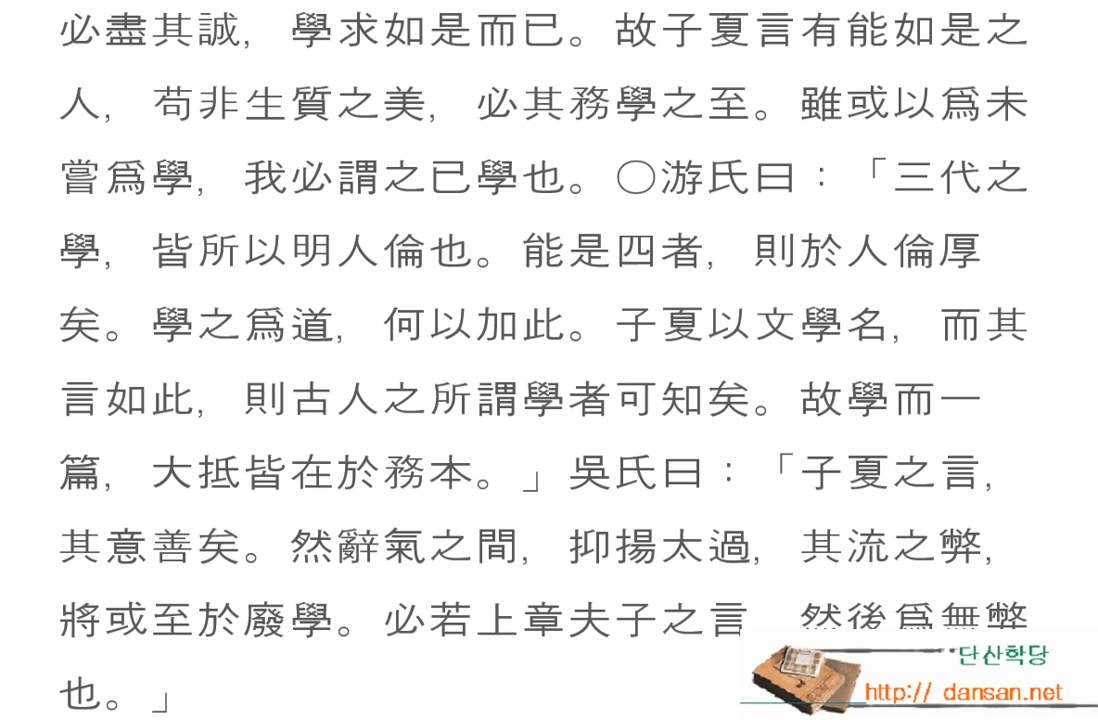 必盡其誠, 學求如是而已。故子夏言有能如是之
人, 苟非生質之美, 必其務學之至。雖或以爲未
嘗爲學, 我必謂之已學也。○游氏曰：「三代之
學, 皆所以明人倫也。能是四者, 則於人倫厚
矣。學之爲道, 何以加此。子夏以文學名, 而其
言如此, 則古人之所謂學者可知矣。故學而一
篇, 大抵皆在於務本。」吳氏曰：「子夏之言,
其意善矣。然辭氣之間, 抑揚太過, 其流之弊,
將或至於廢學。必若上章夫子之言, 然後爲無弊
也。」
단산학당
http:// dansan.net